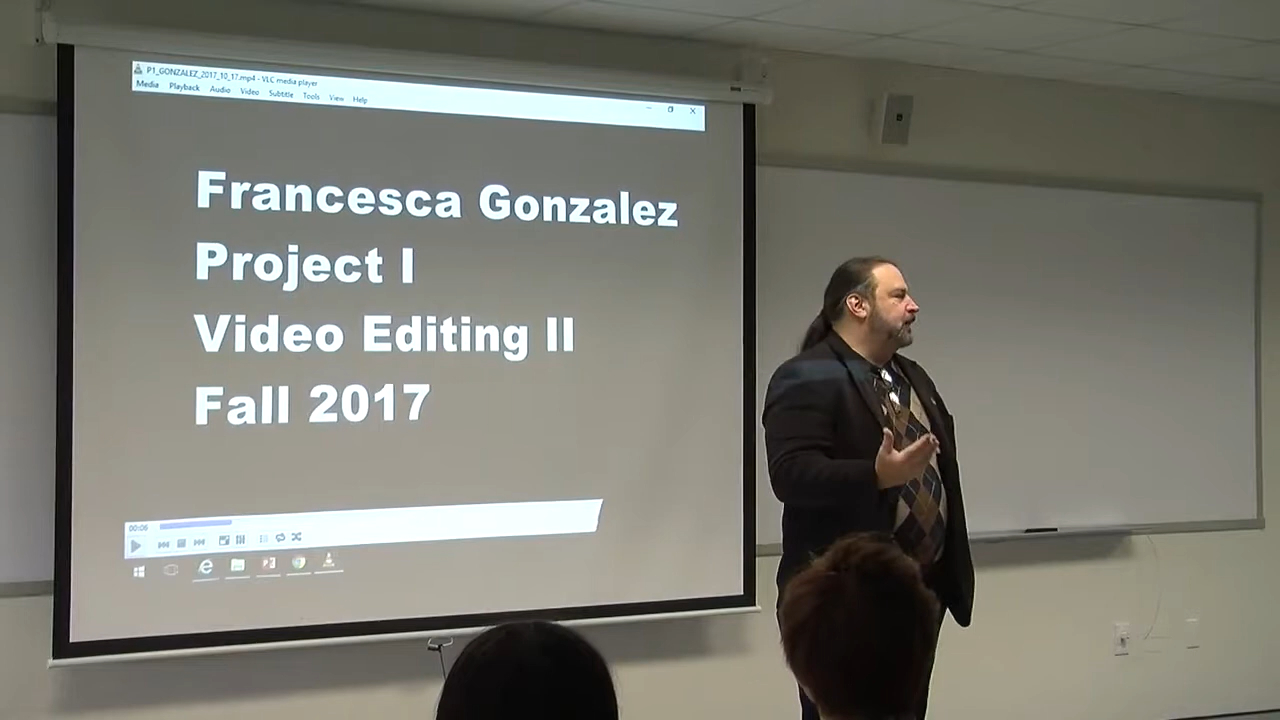 P1_GONZALEZ_2017_10_17.mp4 - VLC media player
Media Playback Audio Video Subtitle Tools View Help
Francesca Gonzalez
Project I
Video Editing II
Fall 2017
00:06